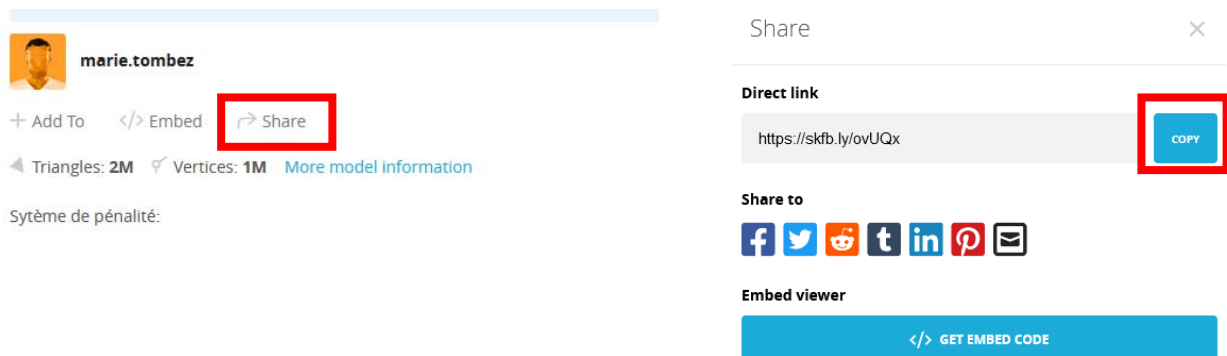 marie.tombez
+ Add To </> Embed Share
Triangles: 2M Vertices: 1M More model information
Sytème de pénalité:
Share
Direct link
https://skfb.ly/ovUQx COPY
Share to
Embed viewer
</> GET EMBED CODE